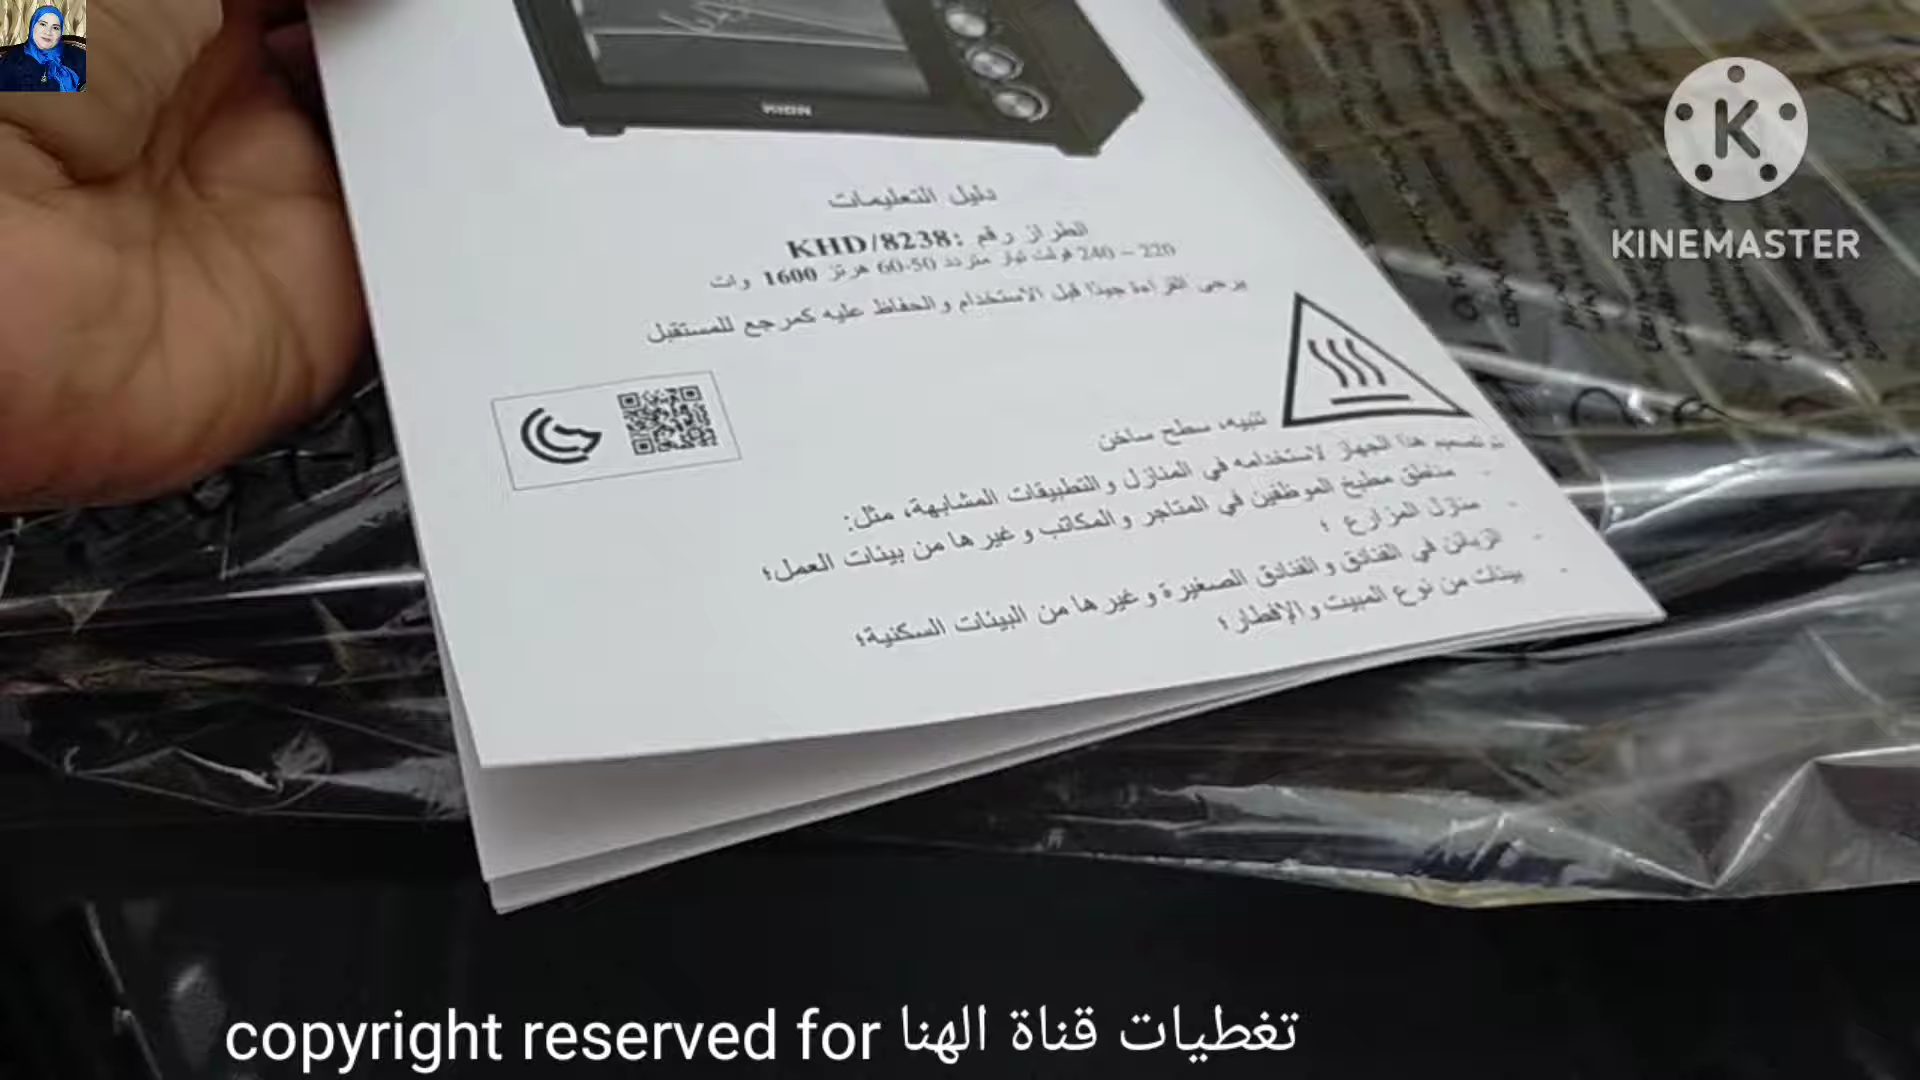 KION
دليل التعليمات
الطراز رقم :KHD/8238
220 – 240 فولت تيار متردد 50-60 هرتز 1600 وات
يرجى القراءة جيدًا قبل الاستخدام والحفاظ عليه كمرجع للمستقبل
تنبيه، سطح ساخن
تم تصميم هذا الجهاز لاستخدامه في المنازل والتطبيقات المشابهة، مثل:
- مناطق مطبخ الموظفين في المتاجر والمكاتب وغيرها من بيئات العمل؛
- منازل المزارع ؛
- الزبائن في الفنادق والفنادق الصغيرة وغيرها من البيئات السكنية؛
- بيئات من نوع المبيت والإفطار؛
K
KINEMASTER
copyright reserved for تغطيات قناة الهنا